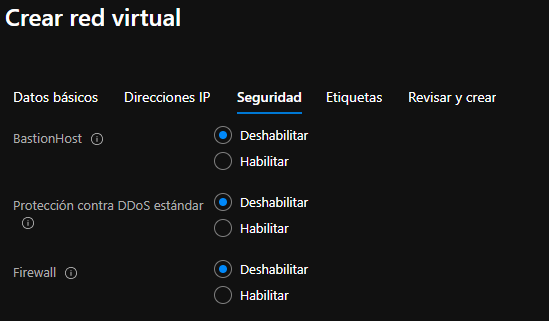 Crear red virtual
Datos básicos Direcciones IP Seguridad Etiquetas Revisar y crear
BastionHost Deshabilitar
Habilitar
Protección contra DDoS estándar Deshabilitar
Habilitar
Firewall Deshabilitar
Habilitar